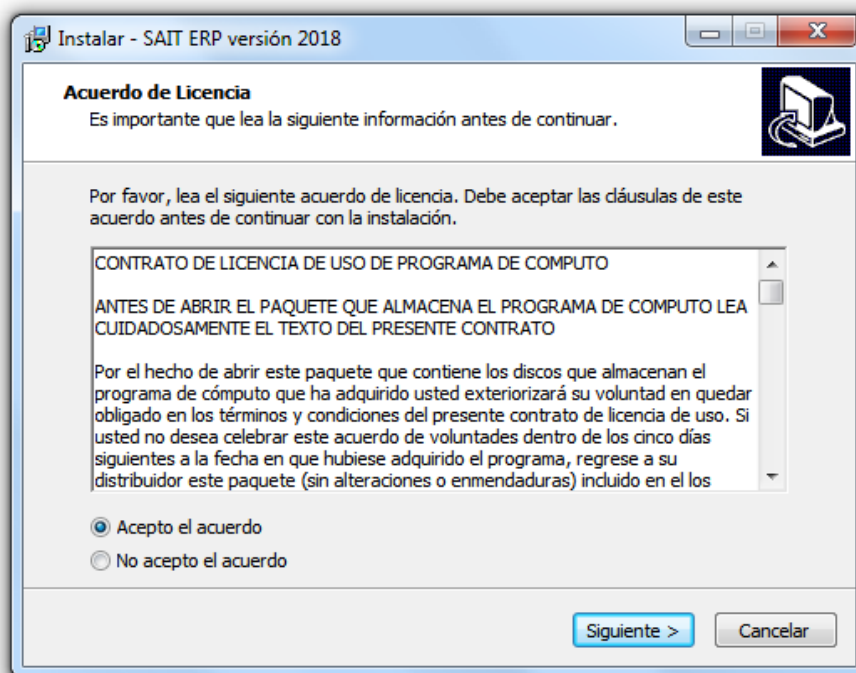 Instalar - SAIT ERP versión 2018
Acuerdo de Licencia
Es importante que lea la siguiente información antes de continuar.
Por favor, lea el siguiente acuerdo de licencia. Debe aceptar las cláusulas de este
acuerdo antes de continuar con la instalación.
CONTRATO DE LICENCIA DE USO DE PROGRAMA DE COMPUTO
ANTES DE ABRIR EL PAQUETE QUE ALMACENA EL PROGRAMA DE COMPUTO LEA
CUIDADOSAMENTE EL TEXTO DEL PRESENTE CONTRATO
Por el hecho de abrir este paquete que contiene los discos que almacenan el
programa de cómputo que ha adquirido usted exteriorizará su voluntad en quedar
obligado en los términos y condiciones del presente contrato de licencia de uso. Si
usted no desea celebrar este acuerdo de voluntades dentro de los cinco días
siguientes a la fecha en que hubiese adquirido el programa, regrese a su
distribuidor este paquete (sin alteraciones o enmendaduras) incluido en el los
Acepto el acuerdo
No acepto el acuerdo
Siguiente >
Cancelar